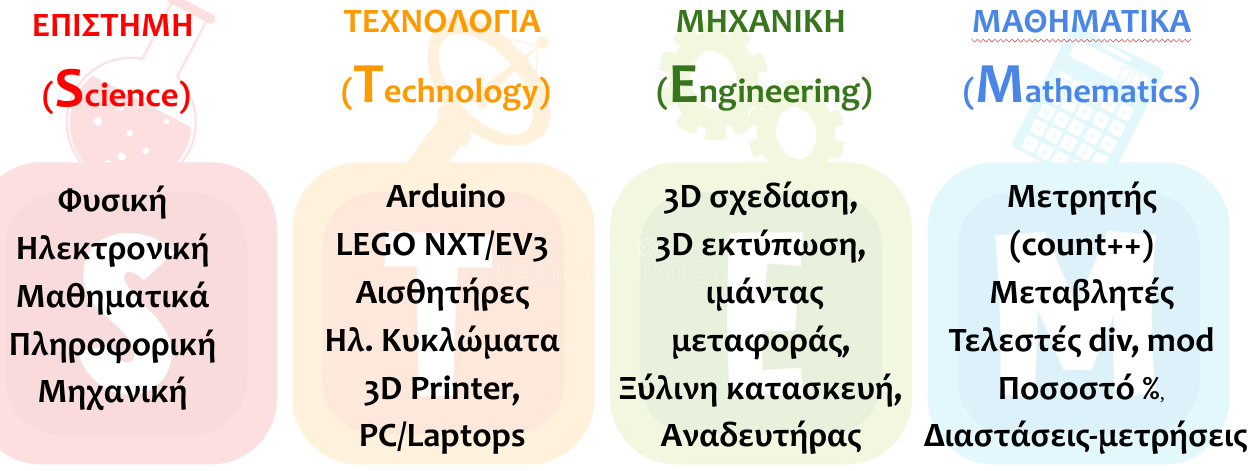 ΕΠΙΣΤΗΜΗ
(Science)
Φυσική
Ηλεκτρονική
Μαθηματικά
Πληροφορική
Μηχανική
ΤΕΧΝΟΛΟΓΙΑ
(Technology)
Arduino
LEGO NXT/EV3
Αισθητήρες
Ηλ. Κυκλώματα
3D Printer,
PC/Laptops
ΜΗΧΑΝΙΚΗ
(Engineering)
3D σχεδίαση,
3D εκτύπωση,
ιμάντας
μεταφοράς,
Ξύλινη κατασκευή,
Αναδευτήρας
ΜΑΘΗΜΑΤΙΚΑ
(Mathematics)
Μετρητής
(count++)
Μεταβλητές
Τελεστές div, mod
Ποσοστό %,
Διαστάσεις-μετρήσεις
S
T
E
M